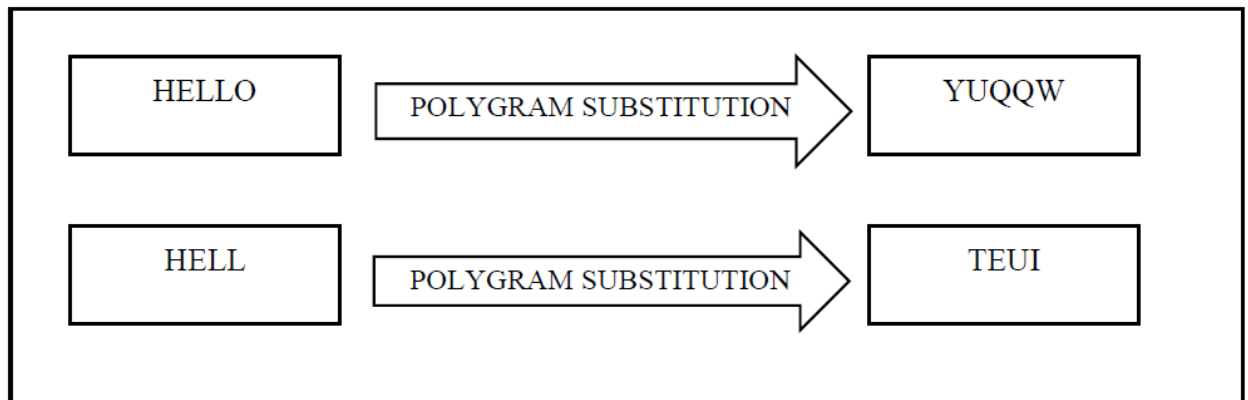 HELLO
POLYGRAM SUBSTITUTION
YUQQW
HELL
POLYGRAM SUBSTITUTION
TEUI